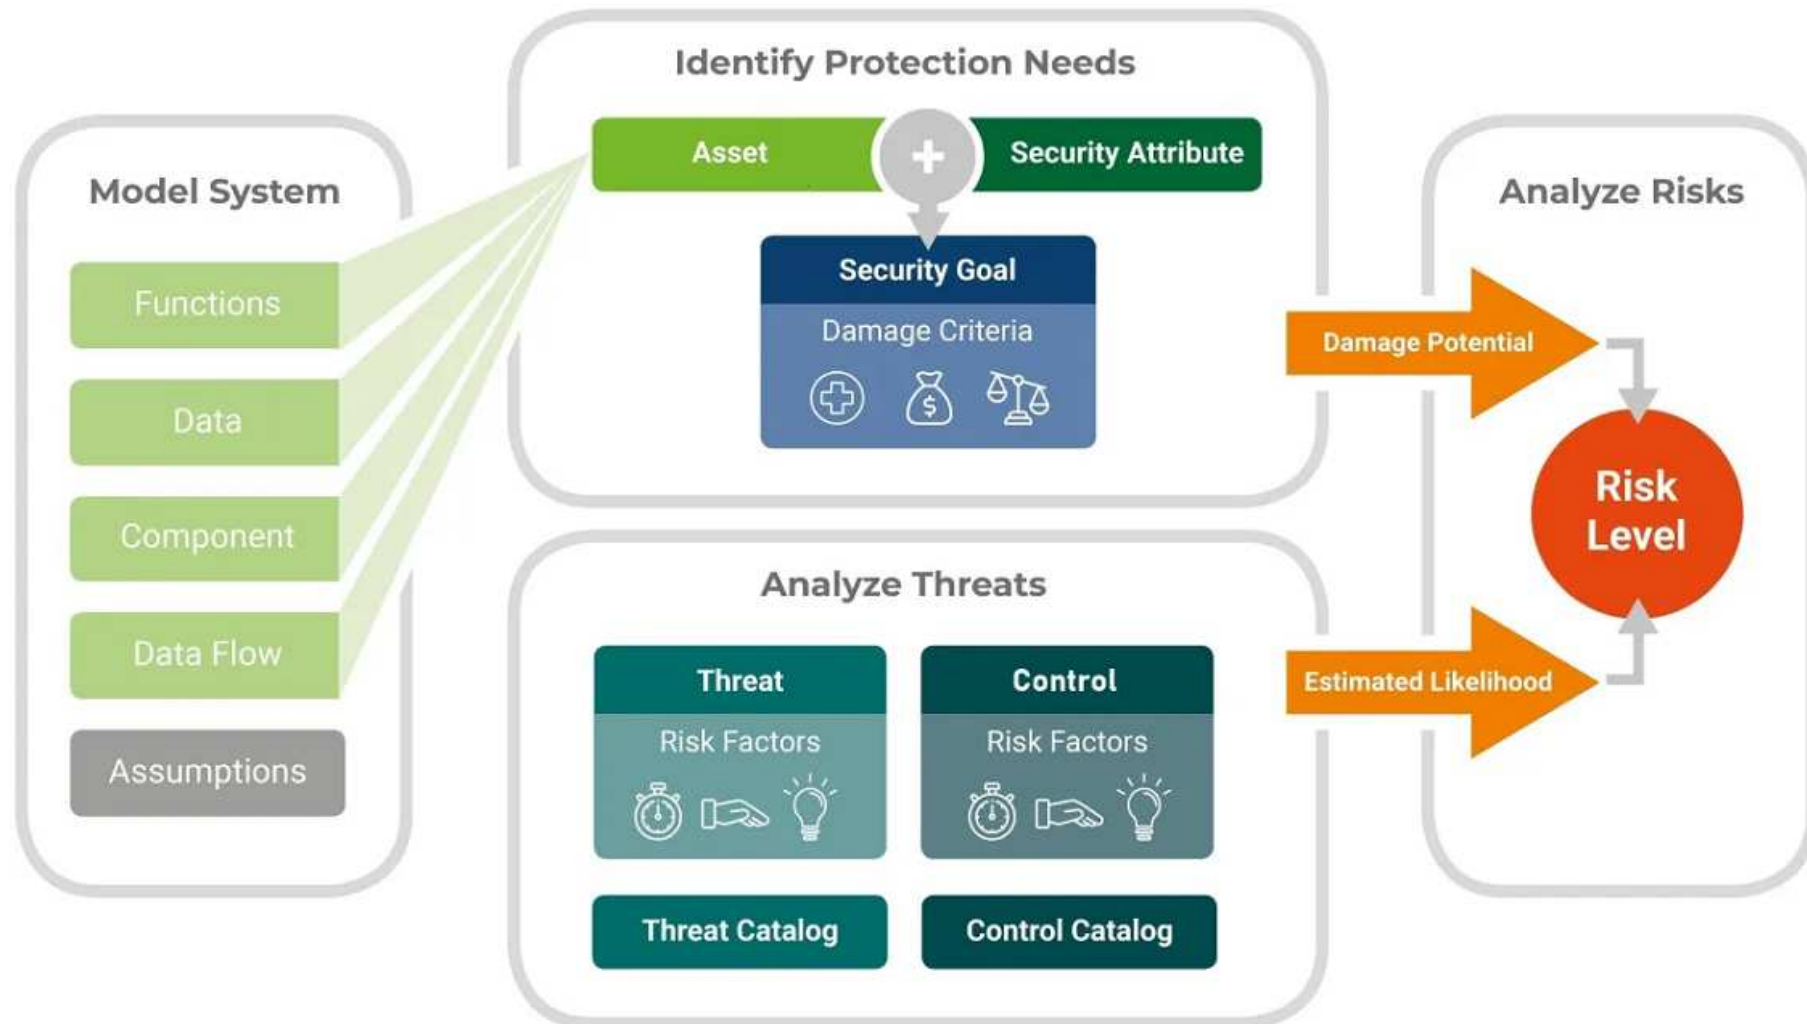 Model System
Functions
Data
Component
Data Flow
Assumptions
Identify Protection Needs
Asset
+
Security Attribute
Security Goal
Damage Criteria
$
Analyze Threats
Threat
Risk Factors
Control
Risk Factors
Threat Catalog
Control Catalog
Analyze Risks
Damage Potential
Risk
Level
Estimated Likelihood